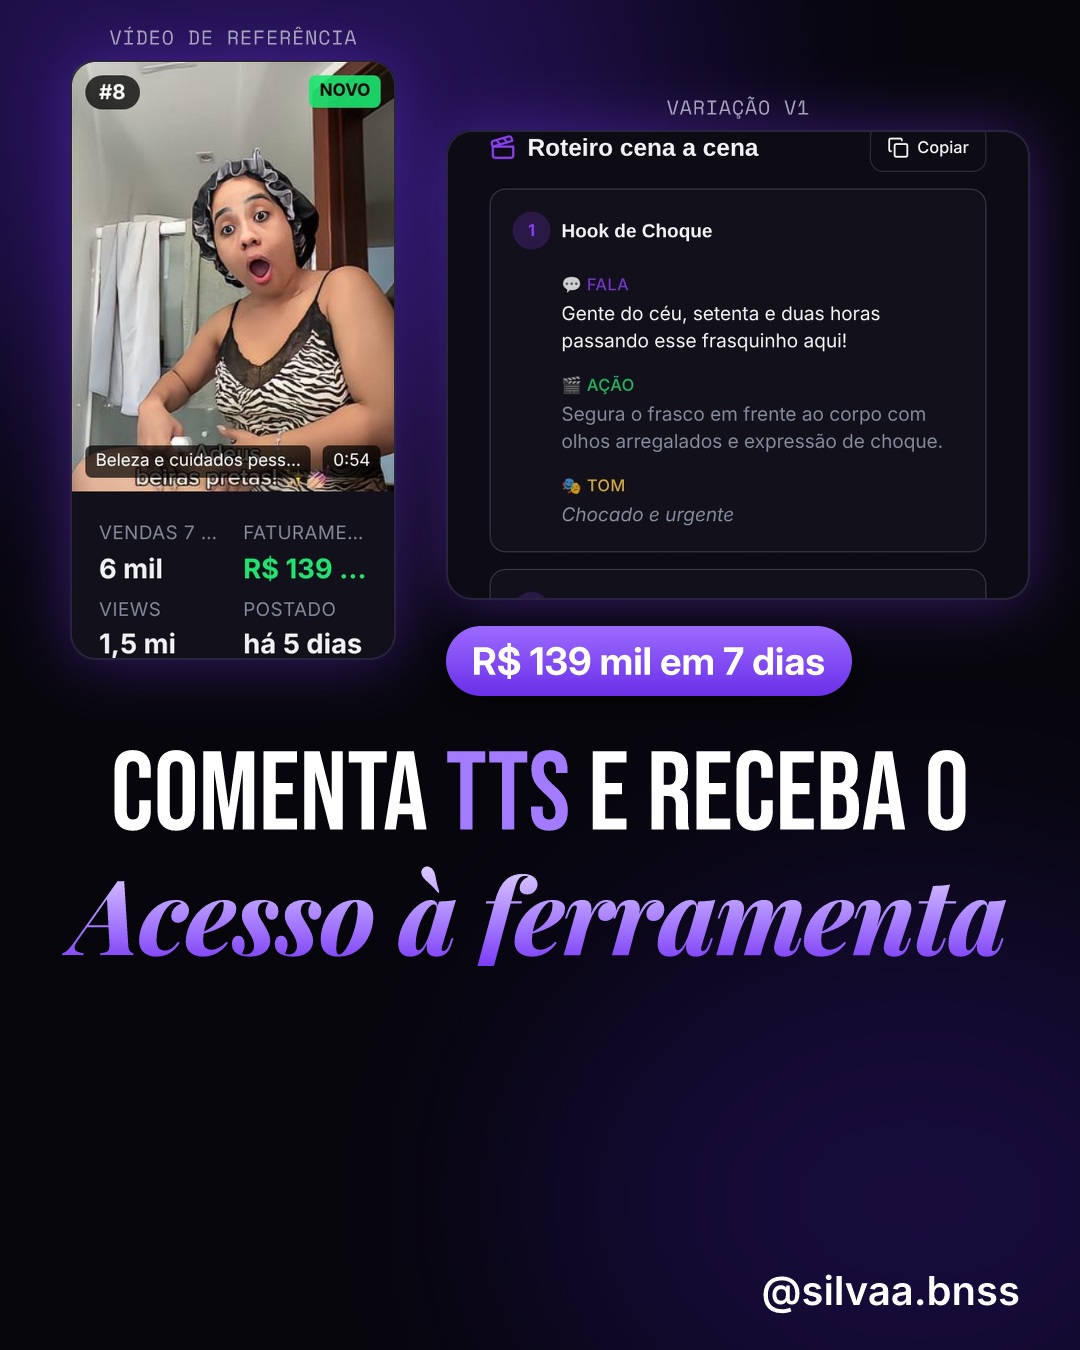 VÍDEO DE REFERÊNCIA
#8
NOVO
Adeus
beiras pretas!
Beleza e cuidados pess...
0:54
VENDAS 7 ...
FATURAME...
6 mil
R$ 139 ...
VIEWS
POSTADO
1,5 mi
há 5 dias
VARIAÇÃO V1
Roteiro cena a cena
Copiar
1
Hook de Choque
FALA
Gente do céu, setenta e duas horas
passando esse frasquinho aqui!
AÇÃO
Segura o frasco em frente ao corpo com
olhos arregalados e expressão de choque.
TOM
Chocado e urgente
R$ 139 mil em 7 dias
COMENTA TTS E RECEBA O
Acesso à ferramenta
@silvaa.bnss